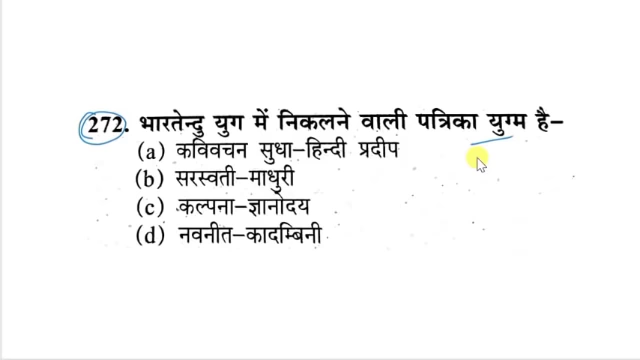 272. भारतेन्दु युग में निकलने वाली पत्रिका युग्म है–
(a) कविवचन सुधा–हिन्दी प्रदीप
(b) सरस्वती–माधुरी
(c) कल्पना–ज्ञानोदय
(d) नवनीत–कादम्बिनी